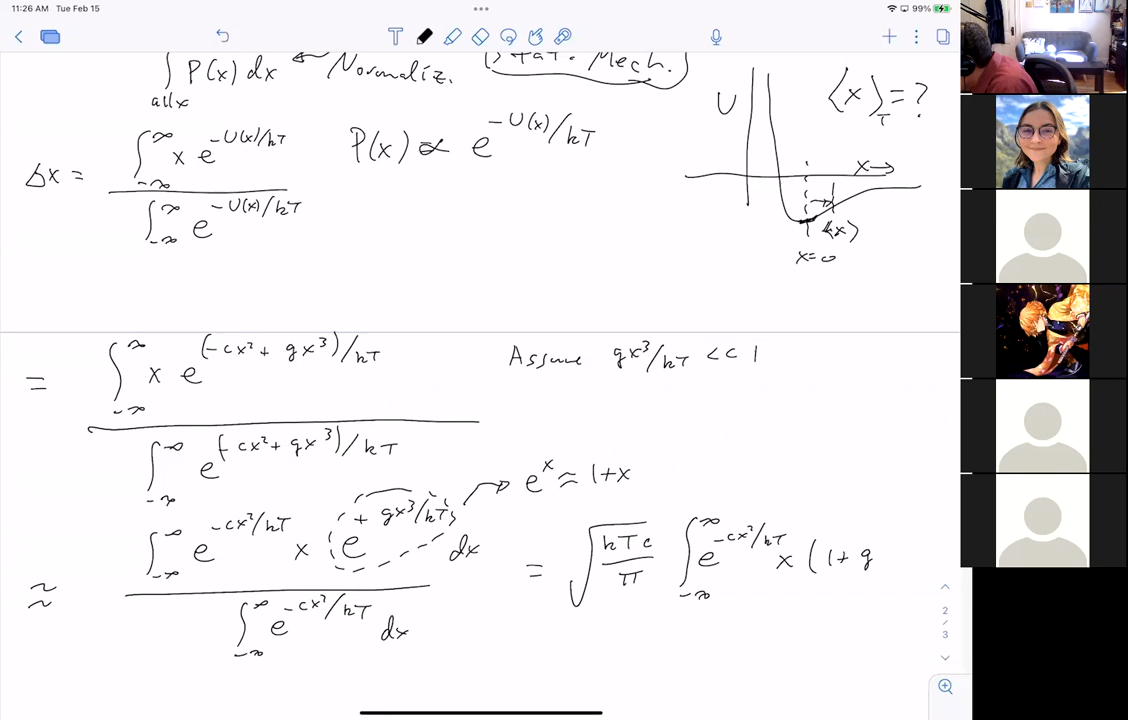 11:26 AM Tue Feb 15
99%
∫ P(x) dx ← Normaliz. Stat. Mech.
all x
U ⟨x⟩_T = ?
Δx = ∫_{-∞}^{∞} x e^{-U(x)/kT} / ∫_{-∞}^{∞} e^{-U(x)/kT}
P(x) ∝ e^{-U(x)/kT}
x→
⟨x⟩
x=0
= ∫_{-∞}^{∞} x e^{(-cx²+gx³)/kT} / ∫_{-∞}^{∞} e^{(-cx²+gx³)/kT}
Assume gx³/kT << 1
≈ ∫_{-∞}^{∞} e^{-cx²/kT} x e^{+gx³/kT} dx / ∫_{-∞}^{∞} e^{-cx²/kT} dx
→ e^x ≈ 1+x
= √(kTc/π) ∫_{-∞}^{∞} e^{-cx²/kT} x (1+g
2
/
3